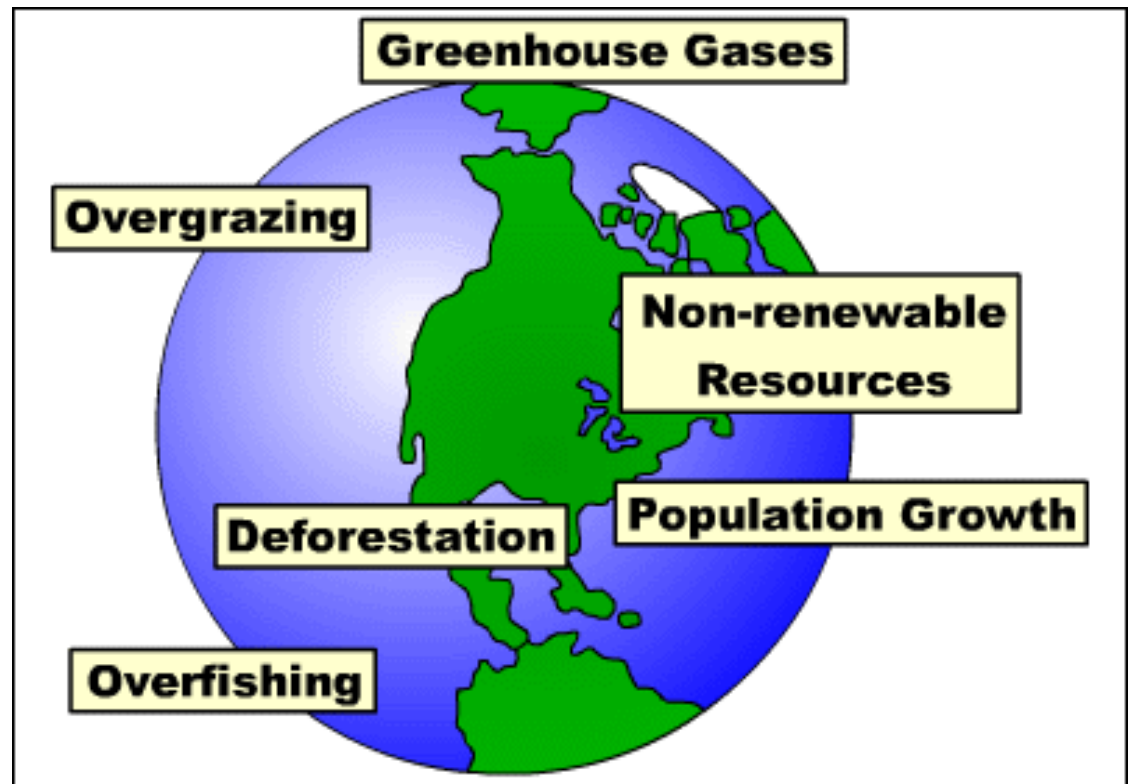 Greenhouse Gases
Overgrazing
Non-renewable
Resources
Population Growth
Deforestation
Overfishing